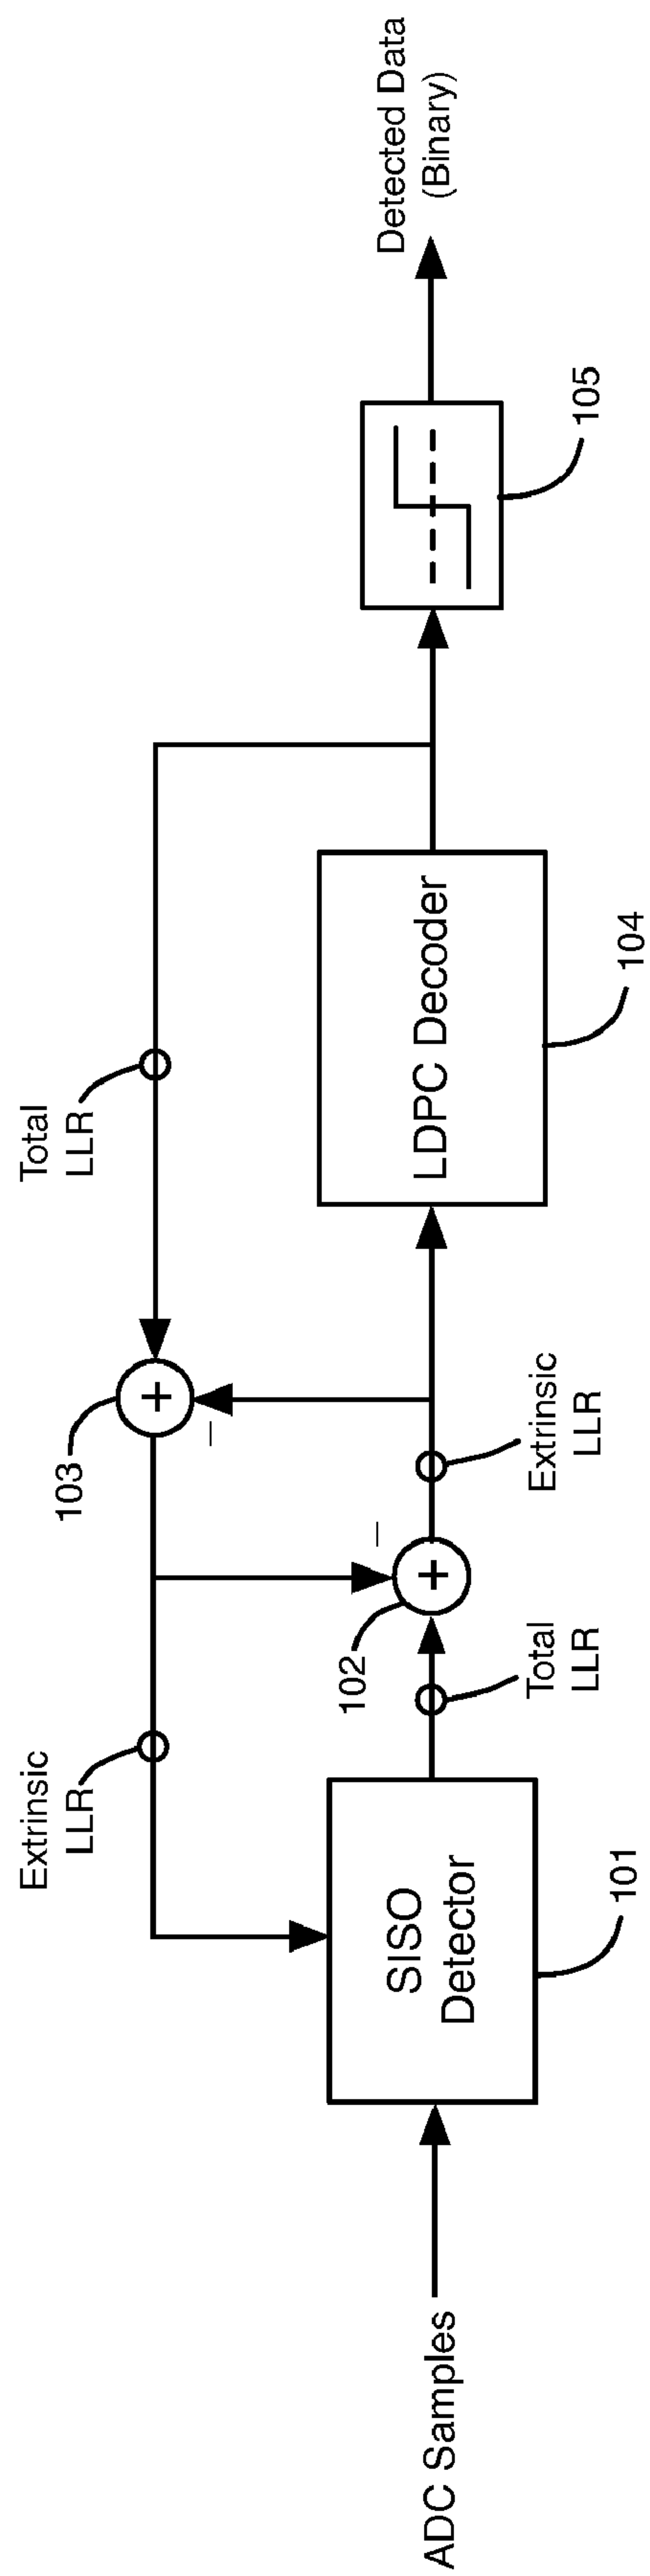 ADC Samples
SISO
Detector
101
Extrinsic
LLR
Total
LLR
102
+
−
Extrinsic
LLR
103
+
−
Total
LLR
LDPC Decoder
104
105
Detected Data
(Binary)